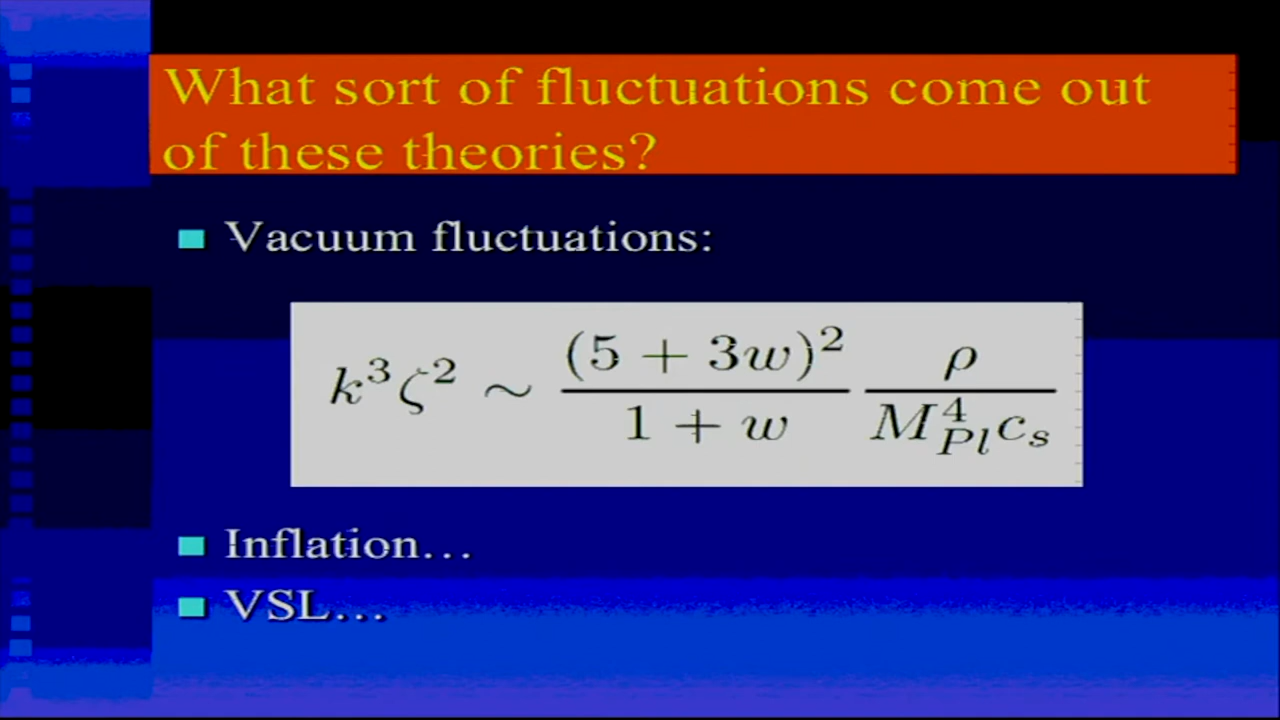 What sort of fluctuations come out
of these theories?
Vacuum fluctuations:
k³ζ² ~ (5 + 3w)²/(1 + w) ρ/(M⁴_Pl c_s)
Inflation…
VSL…